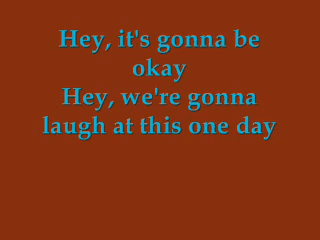 Hey, it's gonna be
okay
Hey, we're gonna
laugh at this one day